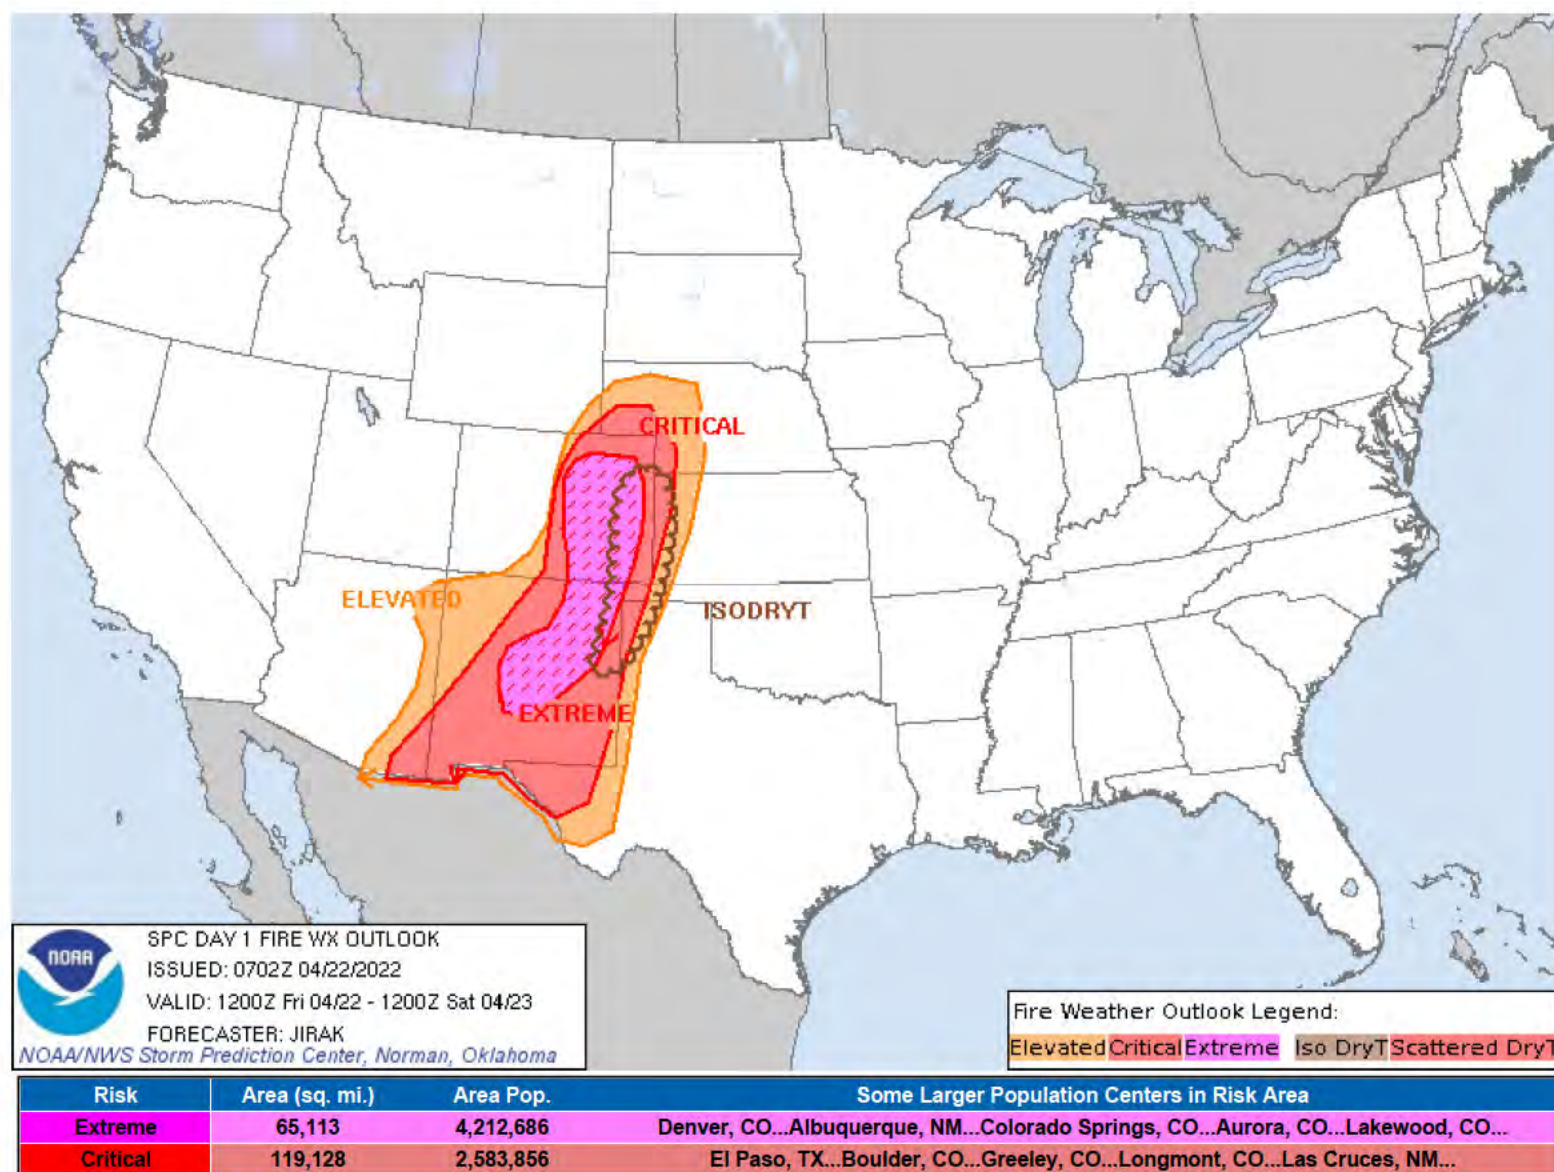 CRITICAL
ELEVATED
ISODRYT
EXTREME
NOAA
SPC DAY 1 FIRE WX OUTLOOK
ISSUED: 0702Z 04/22/2022
VALID: 1200Z Fri 04/22 - 1200Z Sat 04/23
FORECASTER: JIRAK
NOAA/NWS Storm Prediction Center, Norman, Oklahoma
Fire Weather Outlook Legend:
Elevated Critical Extreme Iso DryT Scattered DryT
Risk Area (sq. mi.) Area Pop. Some Larger Population Centers in Risk Area
Extreme 65,113 4,212,686 Denver, CO...Albuquerque, NM...Colorado Springs, CO...Aurora, CO...Lakewood, CO...
Critical 119,128 2,583,856 El Paso, TX...Boulder, CO...Greeley, CO...Longmont, CO...Las Cruces, NM...